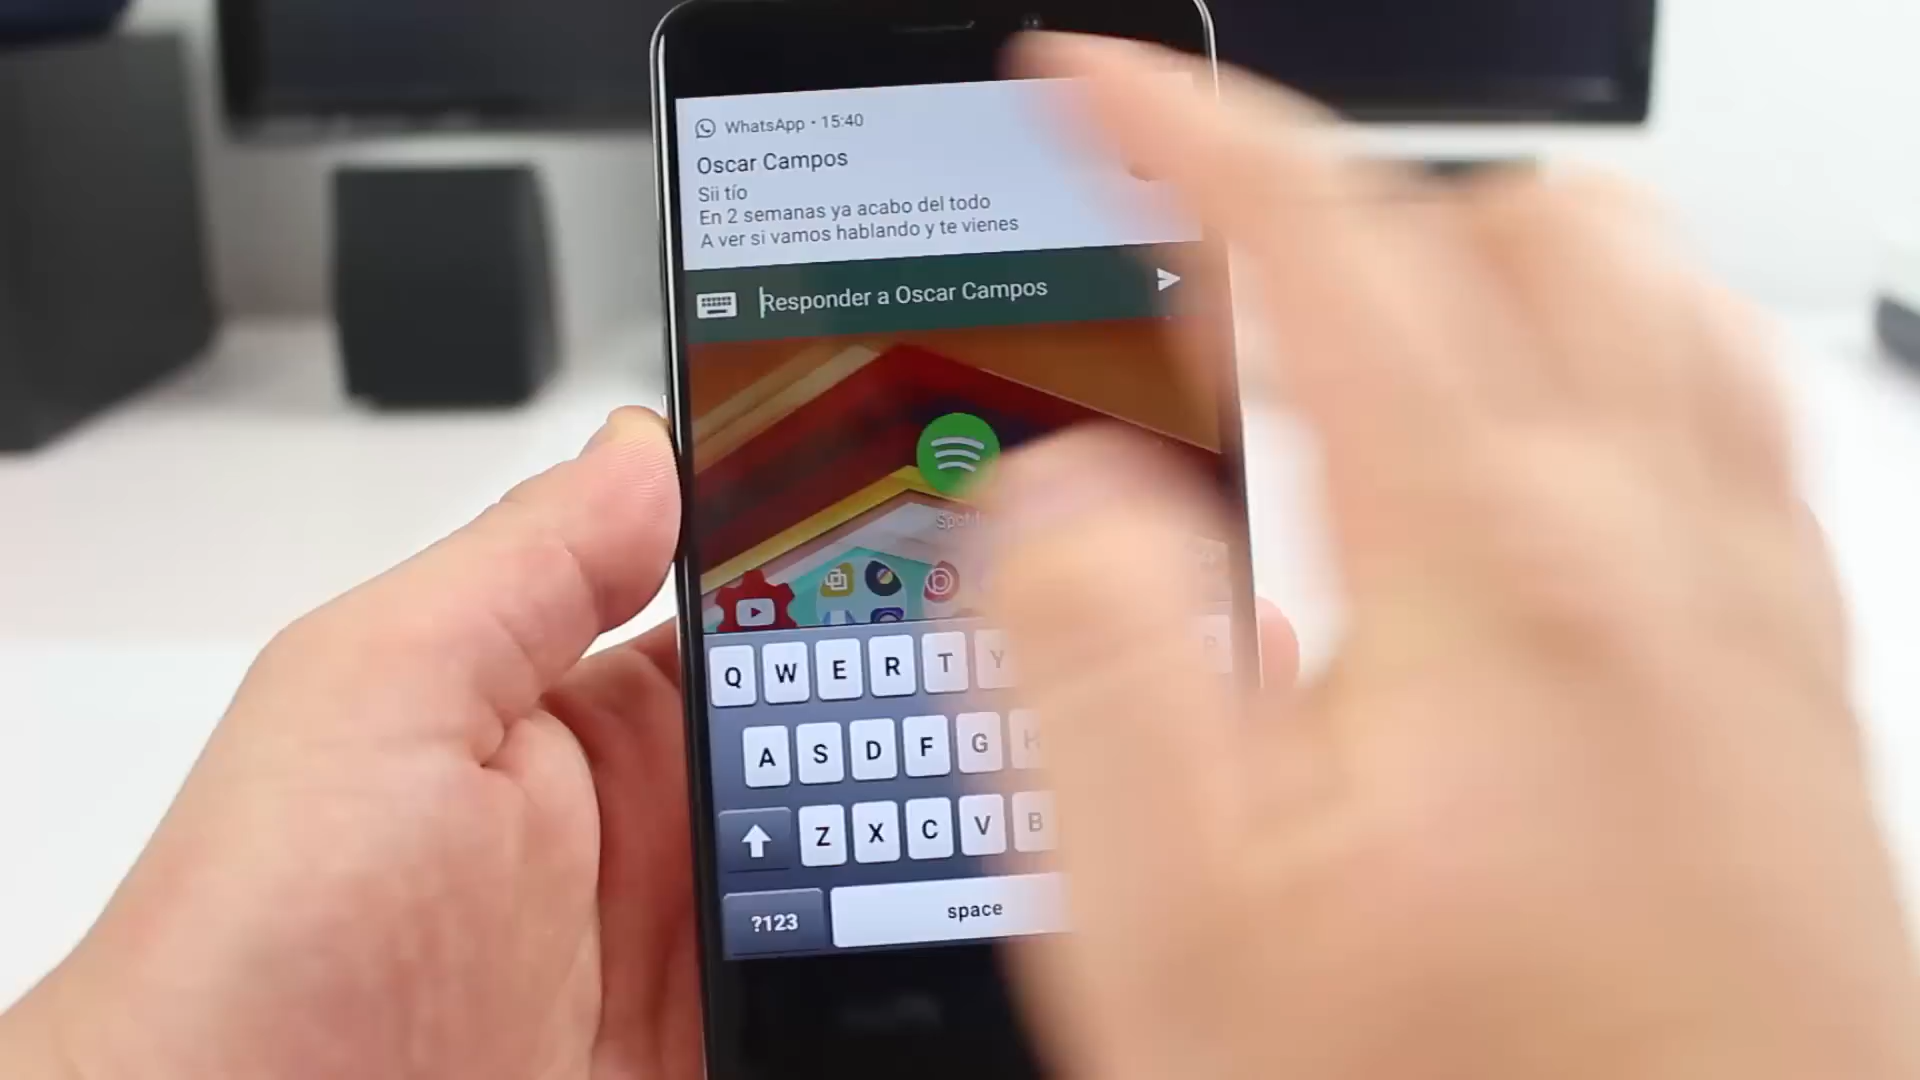 WhatsApp • 15:40
Oscar Campos
Sii tío
En 2 semanas ya acabo del todo
A ver si vamos hablando y te vienes
Responder a Oscar Campos
Q W E R T Y
A S D F G H
Z X C V B
?123 space